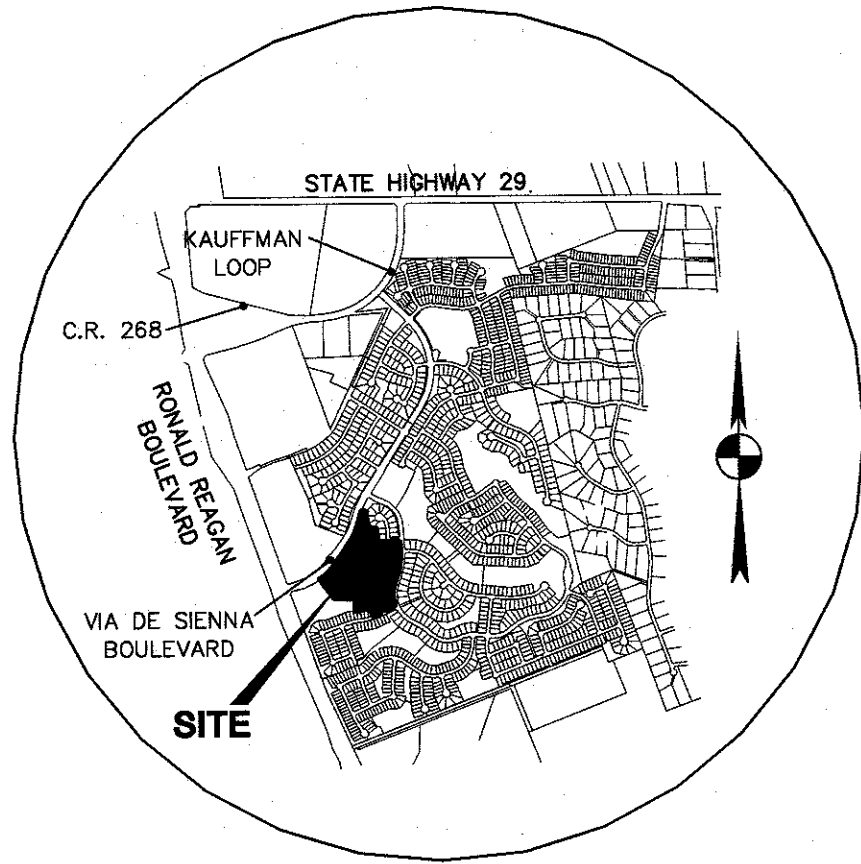 STATE HIGHWAY 29
KAUFFMAN
LOOP
C.R. 268
RONALD REAGAN
BOULEVARD
VIA DE SIENNA
BOULEVARD
SITE